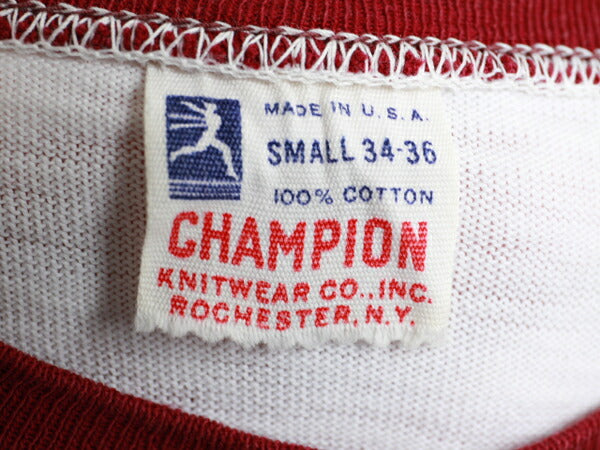 MADE IN U.S.A.
SMALL 34-36
100% COTTON
CHAMPION
KNITWEAR CO., INC.
ROCHESTER, N.Y.